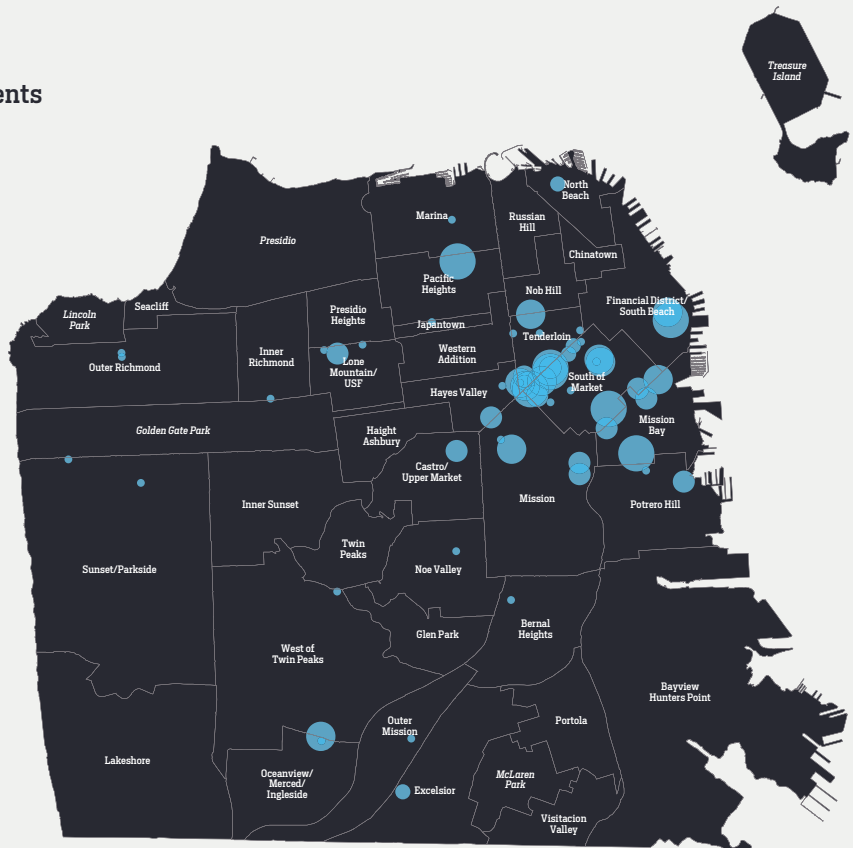 ents
Treasure
Island
North
Beach
Marina
Russian
Hill
Presidio
Chinatown
Pacific
Heights
Nob Hill
Seacliff
Lincoln
Park
Financial District/
South Beach
Presidio
Heights
Japantown
Tenderloin
Western
Addition
Inner
Richmond
Outer Richmond
Lone
Mountain/
USF
South of
Market
Hayes Valley
Mission
Bay
Golden Gate Park
Haight
Ashbury
Castro/
Upper Market
Inner Sunset
Mission
Potrero Hill
Twin
Peaks
Sunset/Parkside
Noe Valley
Glen Park
Bernal
Heights
West of
Twin Peaks
Bayview
Hunters Point
Outer
Mission
Portola
Lakeshore
Oceanview/
Merced/
Ingleside
McLaren
Park
Excelsior
Visitacion
Valley